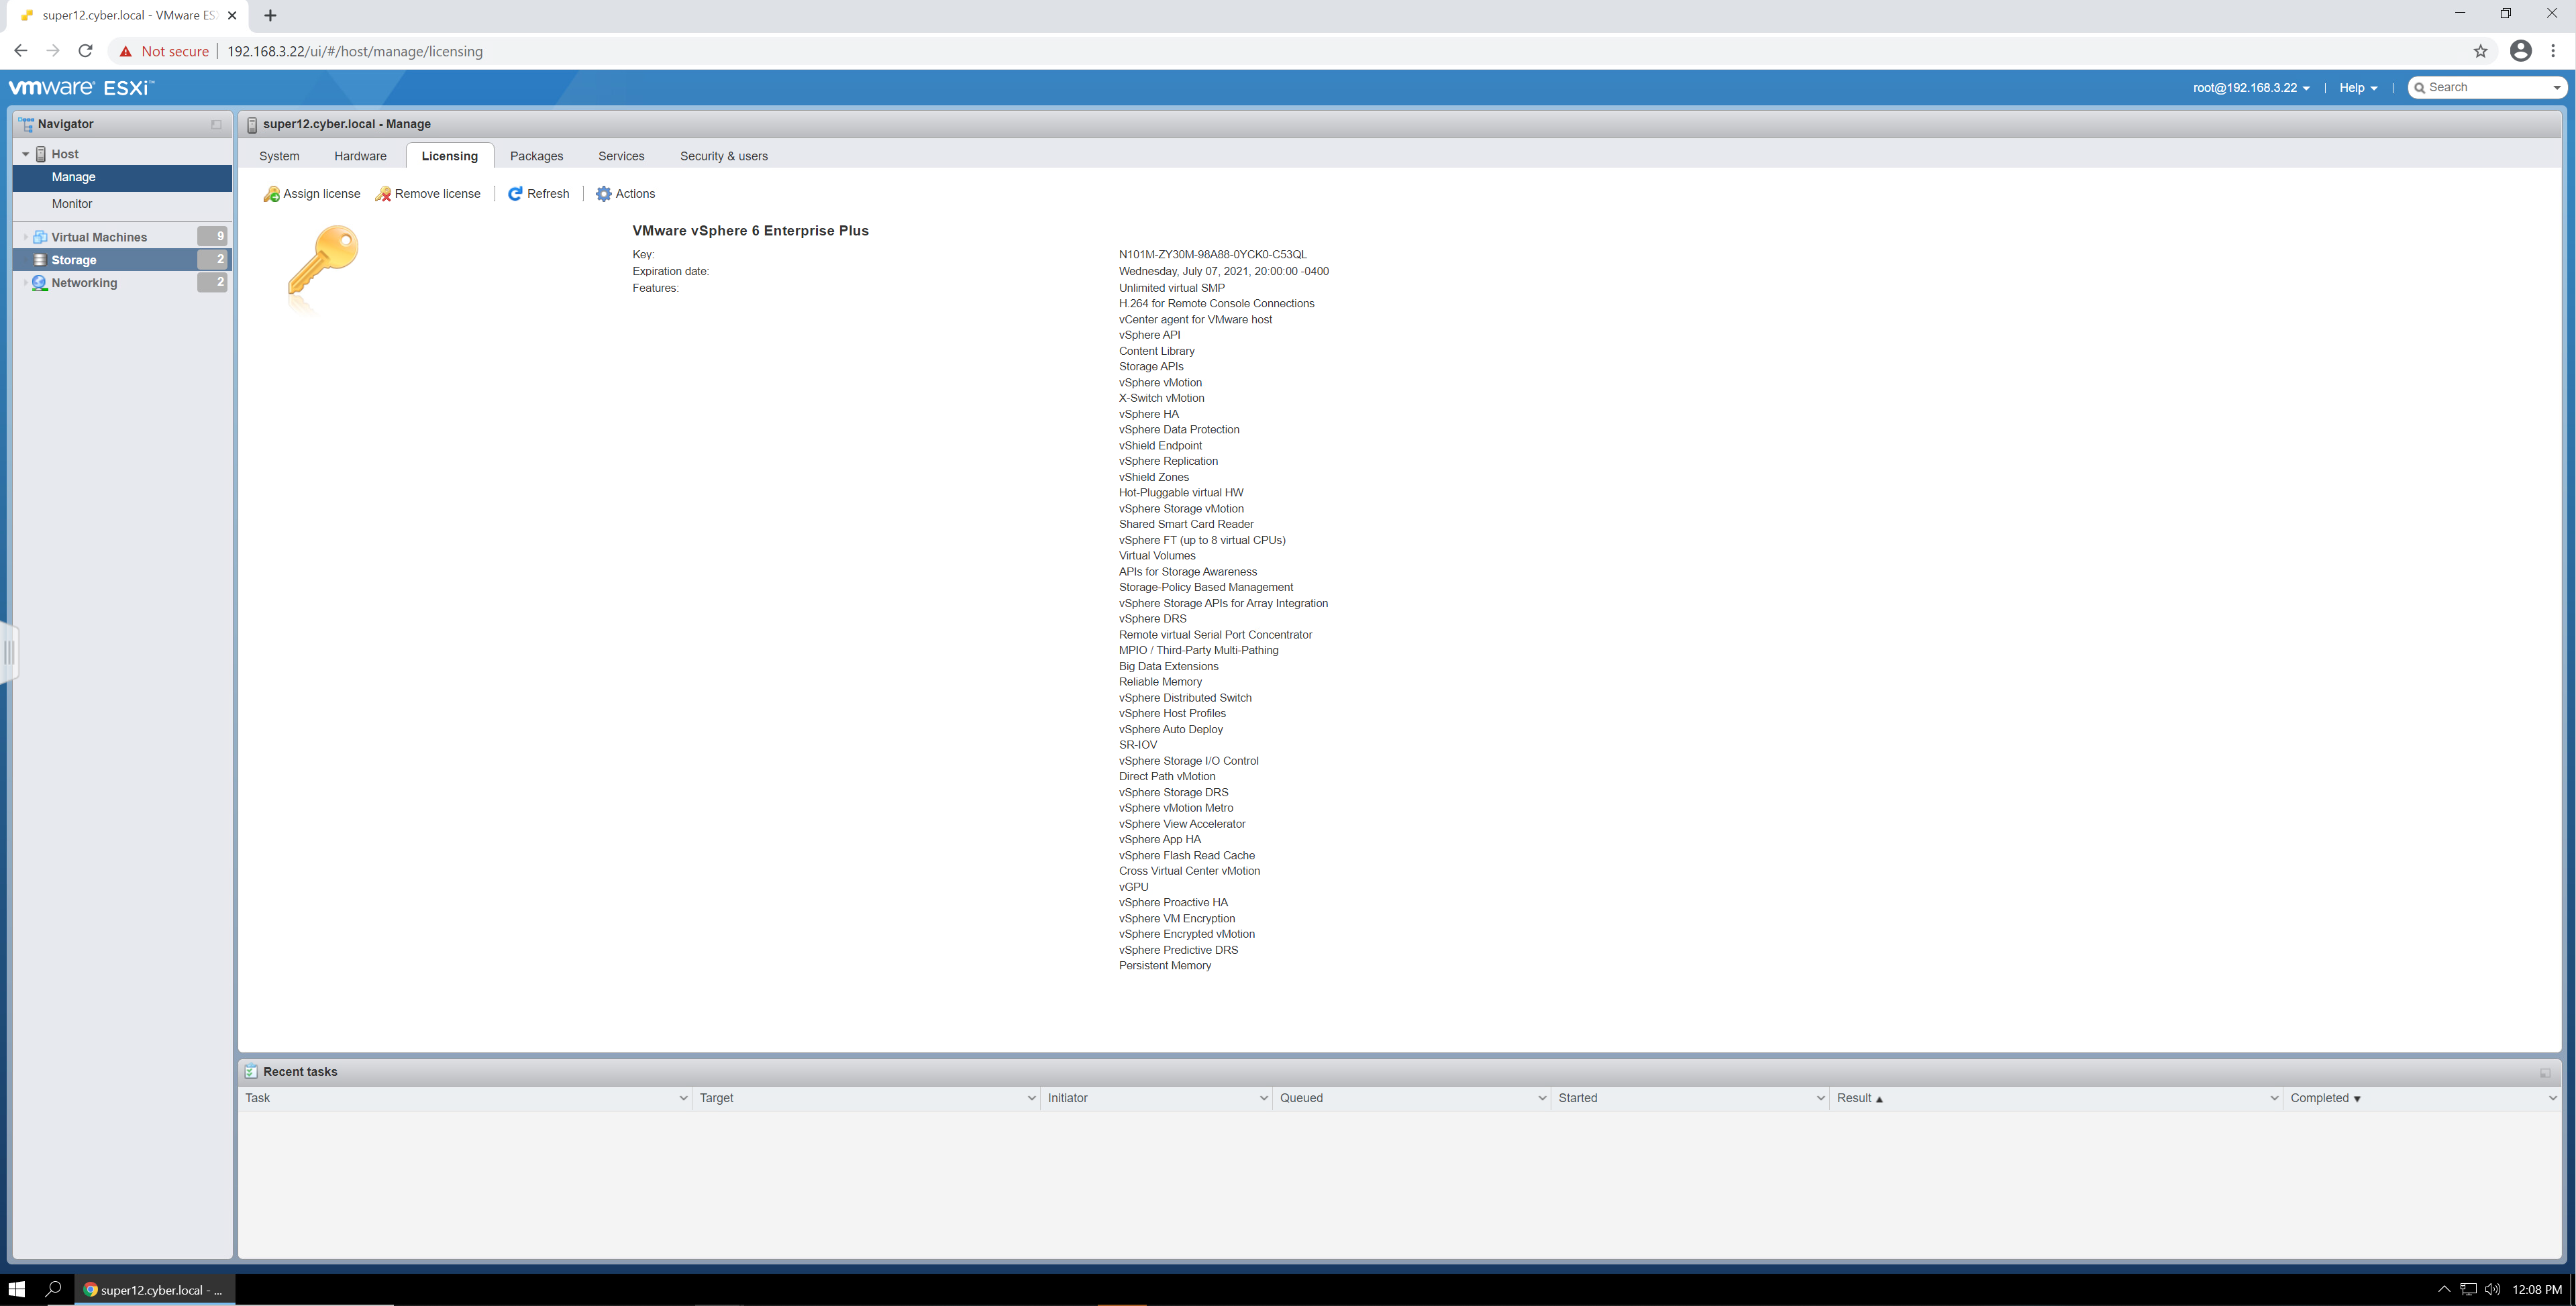 super12.cyber.local - VMware ES
Not secure | 192.168.3.22/ui/#/host/manage/licensing
vmware ESXi™
root@192.168.3.22 | Help | Search
Navigator
Host
Manage
Monitor
Virtual Machines 9
Storage 2
Networking 2
super12.cyber.local - Manage
System Hardware Licensing Packages Services Security & users
Assign license Remove license | Refresh | Actions
VMware vSphere 6 Enterprise Plus
Key: N101M-ZY30M-98A88-0YCK0-C53QL
Expiration date: Wednesday, July 07, 2021, 20:00:00 -0400
Features: Unlimited virtual SMP
H.264 for Remote Console Connections
vCenter agent for VMware host
vSphere API
Content Library
Storage APIs
vSphere vMotion
X-Switch vMotion
vSphere HA
vSphere Data Protection
vShield Endpoint
vSphere Replication
vShield Zones
Hot-Pluggable virtual HW
vSphere Storage vMotion
Shared Smart Card Reader
vSphere FT (up to 8 virtual CPUs)
Virtual Volumes
APIs for Storage Awareness
Storage-Policy Based Management
vSphere Storage APIs for Array Integration
vSphere DRS
Remote virtual Serial Port Concentrator
MPIO / Third-Party Multi-Pathing
Big Data Extensions
Reliable Memory
vSphere Distributed Switch
vSphere Host Profiles
vSphere Auto Deploy
SR-IOV
vSphere Storage I/O Control
Direct Path vMotion
vSphere Storage DRS
vSphere vMotion Metro
vSphere View Accelerator
vSphere App HA
vSphere Flash Read Cache
Cross Virtual Center vMotion
vGPU
vSphere Proactive HA
vSphere VM Encryption
vSphere Encrypted vMotion
vSphere Predictive DRS
Persistent Memory
Recent tasks
Task Target Initiator Queued Started Result ▲ Completed ▼
super12.cyber.local - ...
12:08 PM